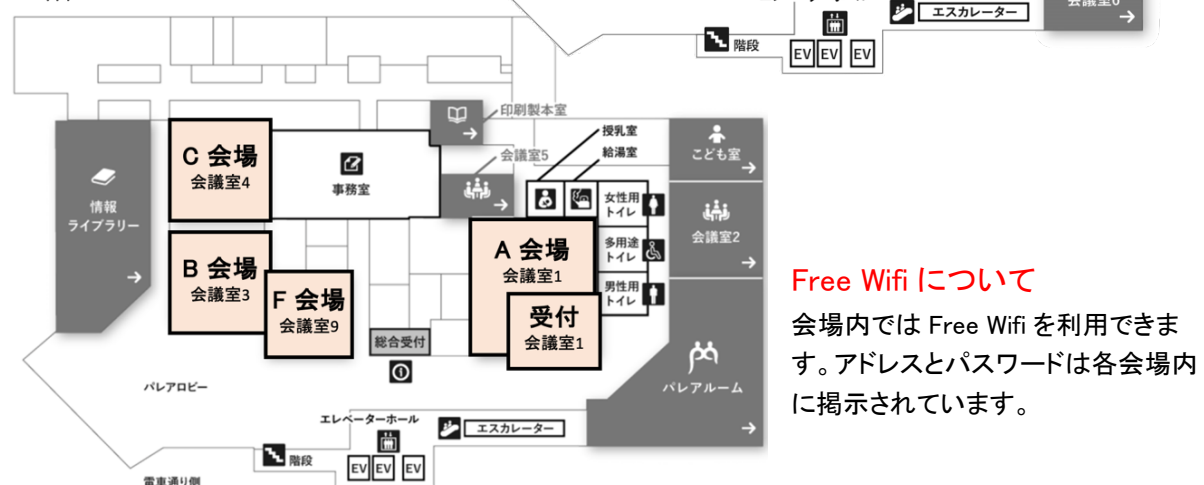 エスカレーター
階段
EV EV EV
印刷製本室
授乳室
会議室5
給湯室
こども室
C 会場
会議室4
事務室
情報
ライブラリー
女性用
トイレ
会議室2
多用途
トイレ
A 会場
会議室1
B 会場
会議室3
F 会場
会議室9
男性用
トイレ
受付
会議室1
総合受付
パレアロビー
パレアルーム
エレベーターホール
エスカレーター
階段
EV EV EV
電車通り側
Free Wifi について
会場内では Free Wifi を利用できま
す。アドレスとパスワードは各会場内
に掲示されています。